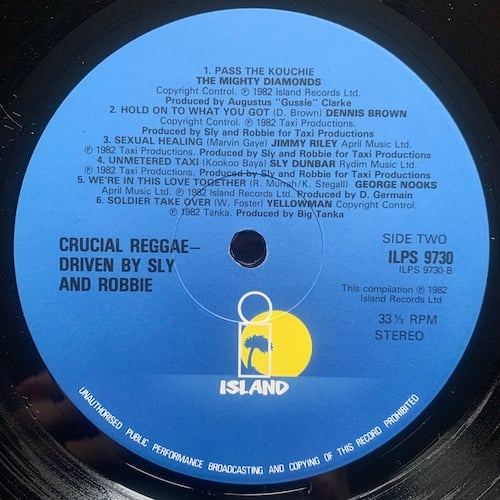 1. PASS THE KOUCHIE
THE MIGHTY DIAMONDS
Copyright Control. ℗ 1982 Island Records Ltd.
Produced by Augustus "Gussie" Clarke
2. HOLD ON TO WHAT YOU GOT (D. Brown) DENNIS BROWN
Copyright Control. ℗ 1982 Taxi Productions.
Produced by Sly and Robbie for Taxi Productions
3. SEXUAL HEALING (Marvin Gaye) JIMMY RILEY April Music Ltd.
℗ 1982 Taxi Productions. Produced by Sly and Robbie for Taxi Productions
4. UNMETERED TAXI (Kookoo Baya) SLY DUNBAR Rydim Music Ltd.
℗ 1982 Taxi Productions. Produced by Sly and Robbie for Taxi Productions
5. WE'RE IN THIS LOVE TOGETHER (R. Murrah/K. Stegall) GEORGE NOOKS
April Music Ltd. ℗ 1982 Island Records Ltd. Produced by D. Germain
6. SOLDIER TAKE OVER (W. Foster) YELLOWMAN Copyright Control.
℗ 1982 Tanka. Produced by Big Tanka
CRUCIAL REGGAE—
DRIVEN BY SLY
AND ROBBIE
SIDE TWO
ILPS 9730
ILPS 9730-B
This compilation ℗ 1982
Island Records Ltd
33⅓ RPM
STEREO
ISLAND
UNAUTHORISED PUBLIC PERFORMANCE BROADCASTING AND COPYING OF THIS RECORD PROHIBITED